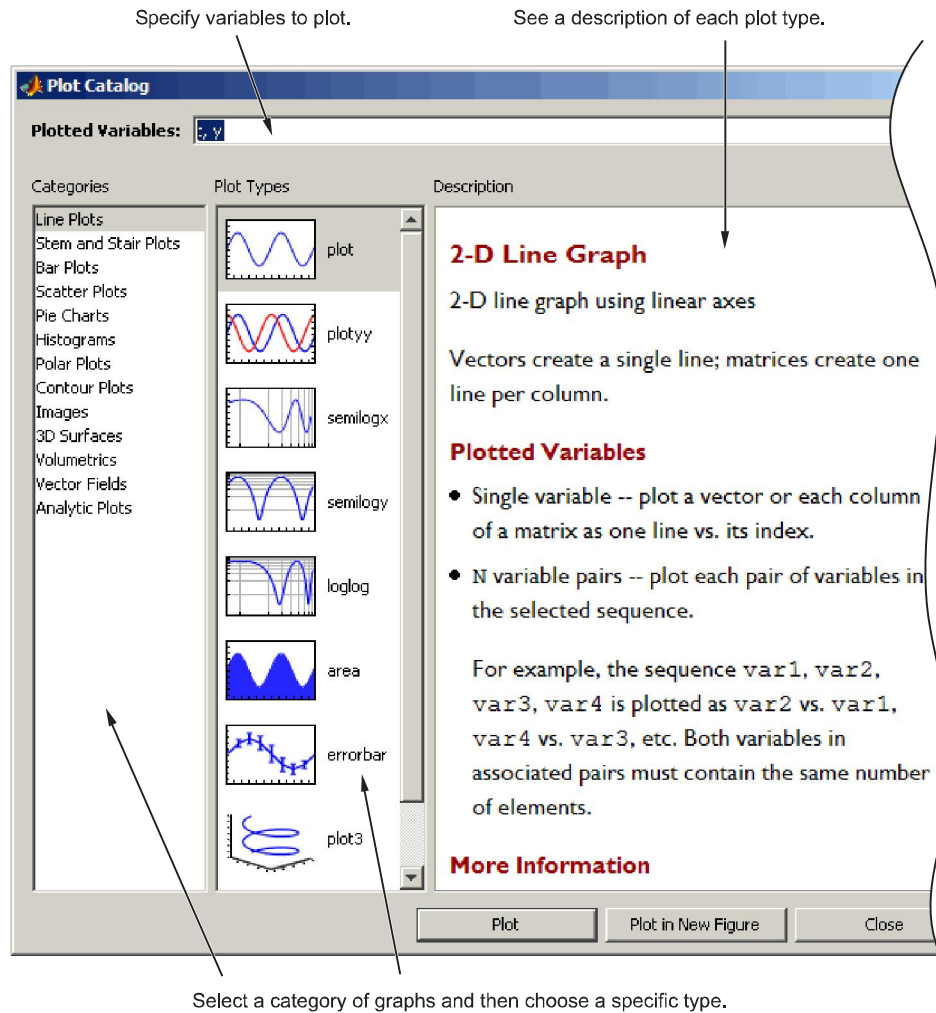 Specify variables to plot.
See a description of each plot type.
Plot Catalog
Plotted Variables:
:, y
Categories
Plot Types
Description
Line Plots
Stem and Stair Plots
Bar Plots
Scatter Plots
Pie Charts
Histograms
Polar Plots
Contour Plots
Images
3D Surfaces
Volumetrics
Vector Fields
Analytic Plots
plot
plotyy
semilogx
semilogy
loglog
area
errorbar
plot3
2-D Line Graph
2-D line graph using linear axes
Vectors create a single line; matrices create one
line per column.
Plotted Variables
• Single variable -- plot a vector or each column
of a matrix as one line vs. its index.
• N variable pairs -- plot each pair of variables in
the selected sequence.
For example, the sequence var1, var2,
var3, var4 is plotted as var2 vs. var1,
var4 vs. var3, etc. Both variables in
associated pairs must contain the same number
of elements.
More Information
Plot
Plot in New Figure
Close
Select a category of graphs and then choose a specific type.